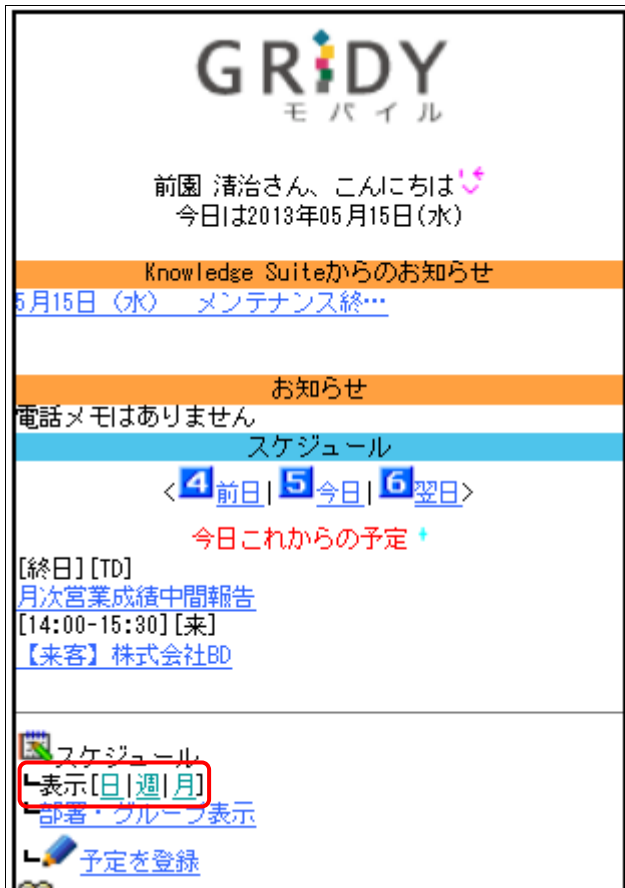 GRiDY
モバイル
前園 清治さん、こんにちは
今日は2013年05月15日(水)
Knowledge Suiteからのお知らせ
5月15日（水）　メンテナンス終…
お知らせ
電話メモはありません
スケジュール
<4前日|5今日|6翌日>
今日これからの予定
[終日][TD]
月次営業成績中間報告
[14:00-15:30][来]
【来客】株式会社BD
スケジュール
┗表示[日|週|月]
┗部署・グループ表示
┗予定を登録